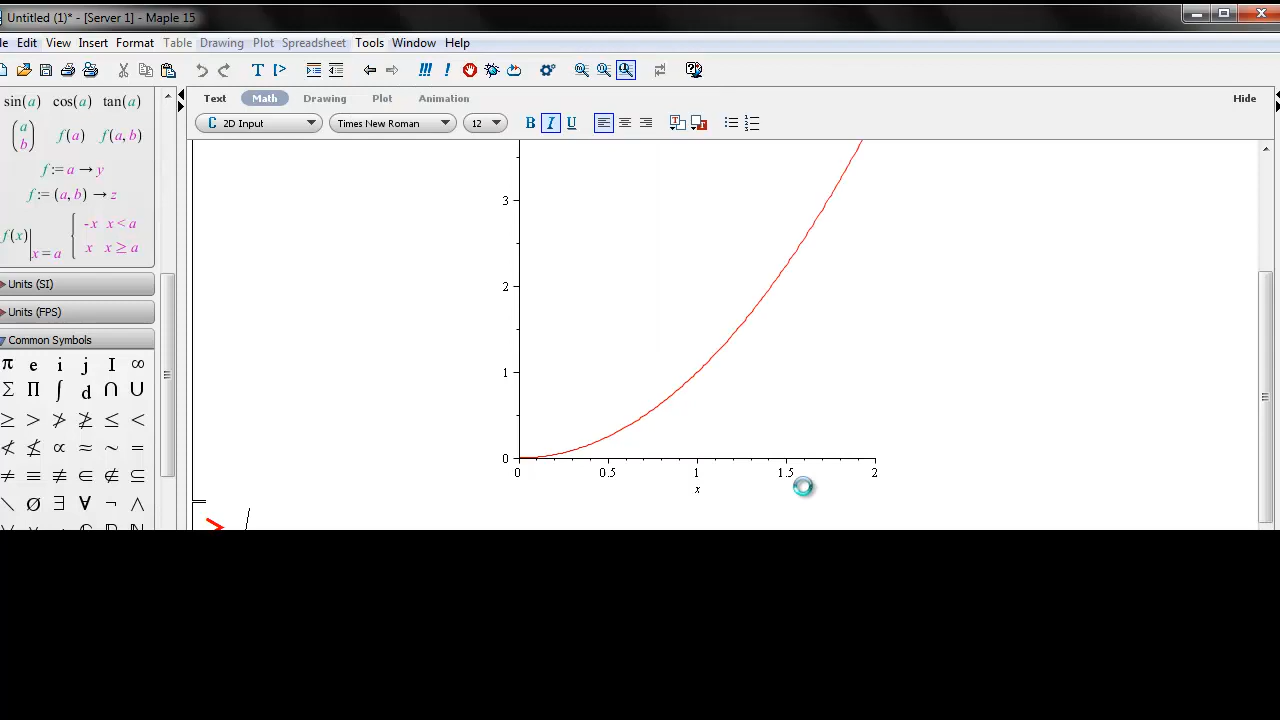 Untitled (1)* - [Server 1] - Maple 15
le Edit View Insert Format Table Drawing Plot Spreadsheet Tools Window Help
Text Math Drawing Plot Animation Hide
C 2D Input Times New Roman 12 B I U
sin(a) cos(a) tan(a)
(a b) f(a) f(a, b)
f := a → y
f := (a, b) → z
f(x)| x = a { -x x < a
x x ≥ a
Units (SI)
Units (FPS)
Common Symbols
π e i j I ∞
Σ Π ∫ d ∩ ∪
≥ > ≯ ≱ ≤ <
≮ ≰ ∝ ≈ ~ =
≠ ≡ ≢ ∈ ∉ ⊆
\ Ø ∃ ∀ ¬ ∧
3
2
1
0
0 0.5 1 1.5 2
x
>